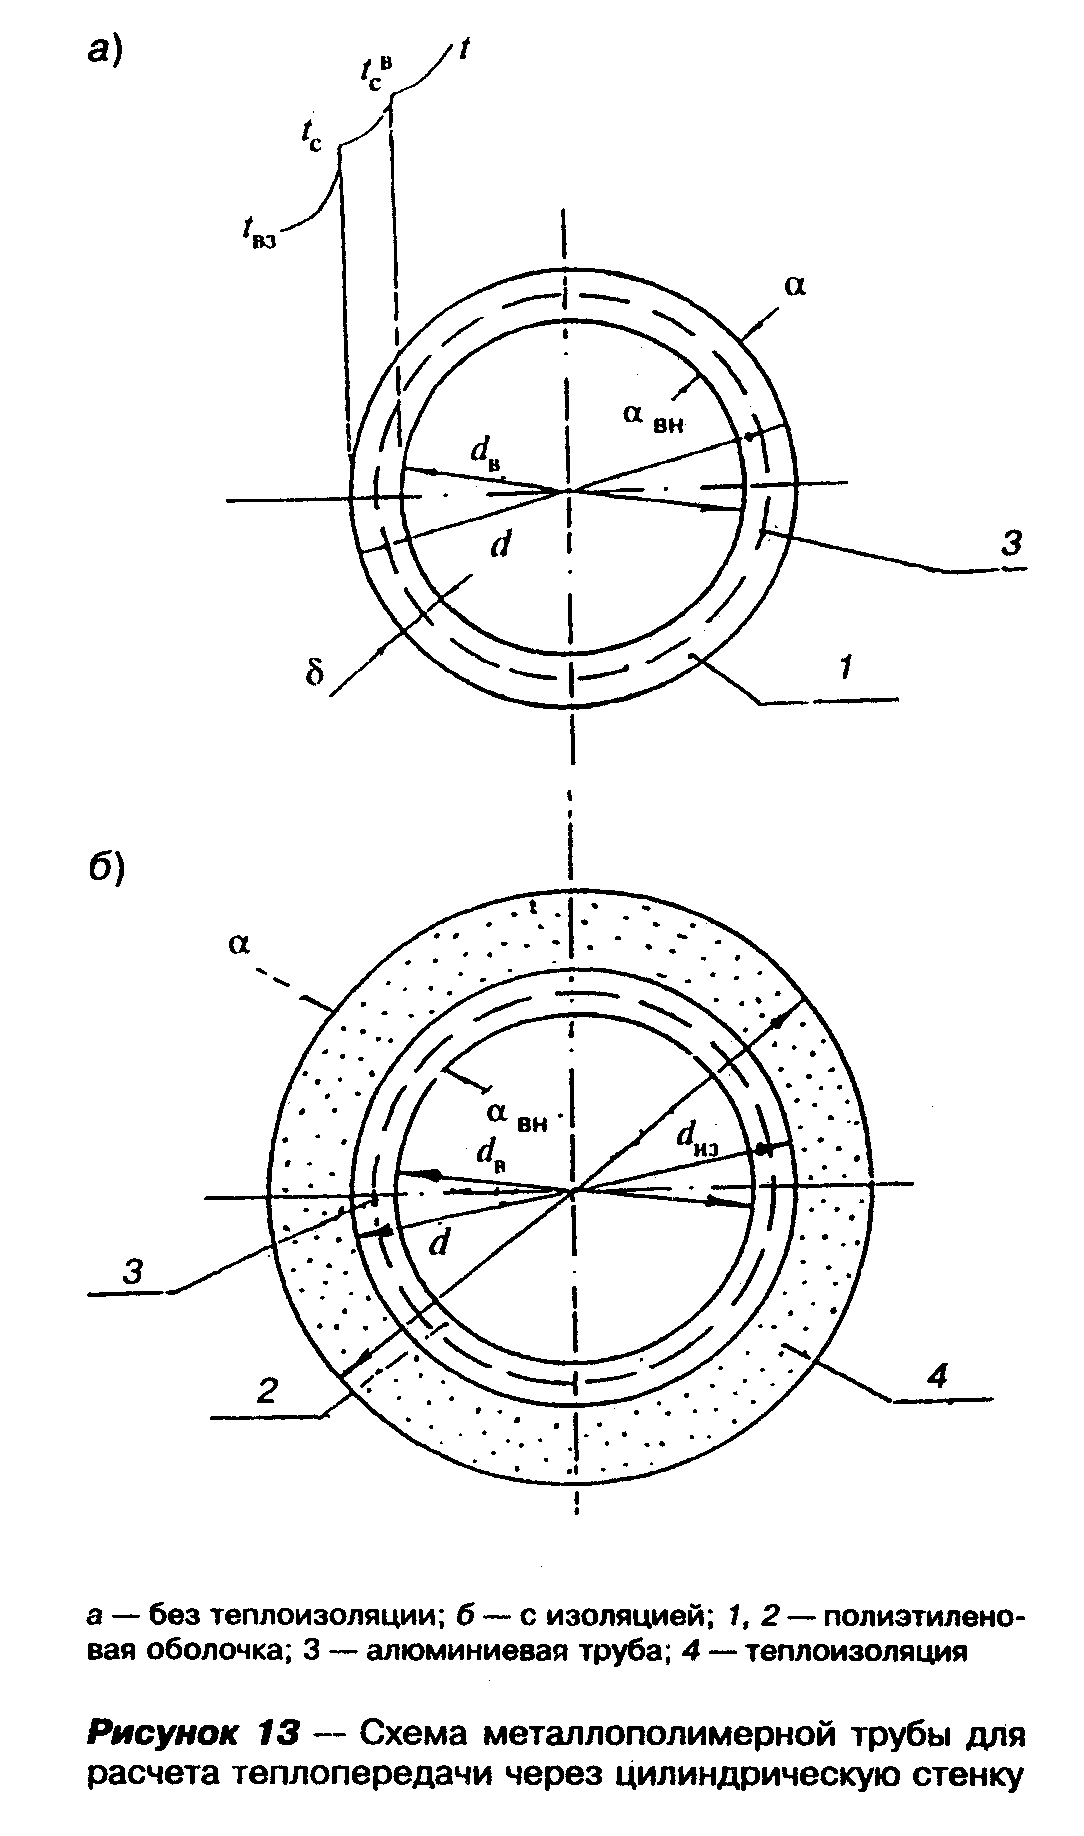 а)
t
t_с^в
t_с
t_вз
α
α вн
d_в
d
3
δ
1
б)
α
α вн
d_в
d_из
d
3
2
4
а — без теплоизоляции; б — с изоляцией; 1, 2 — полиэтилено-
вая оболочка; 3 — алюминиевая труба; 4 — теплоизоляция
Рисунок 13 — Схема металлополимерной трубы для
расчета теплопередачи через цилиндрическую стенку